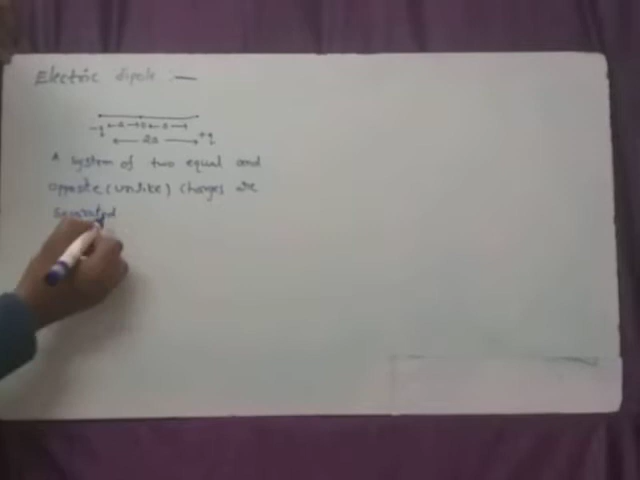 Electric dipole :—
-q a o a +q
2a
A system of two equal and
opposite (unlike) charges are
separated